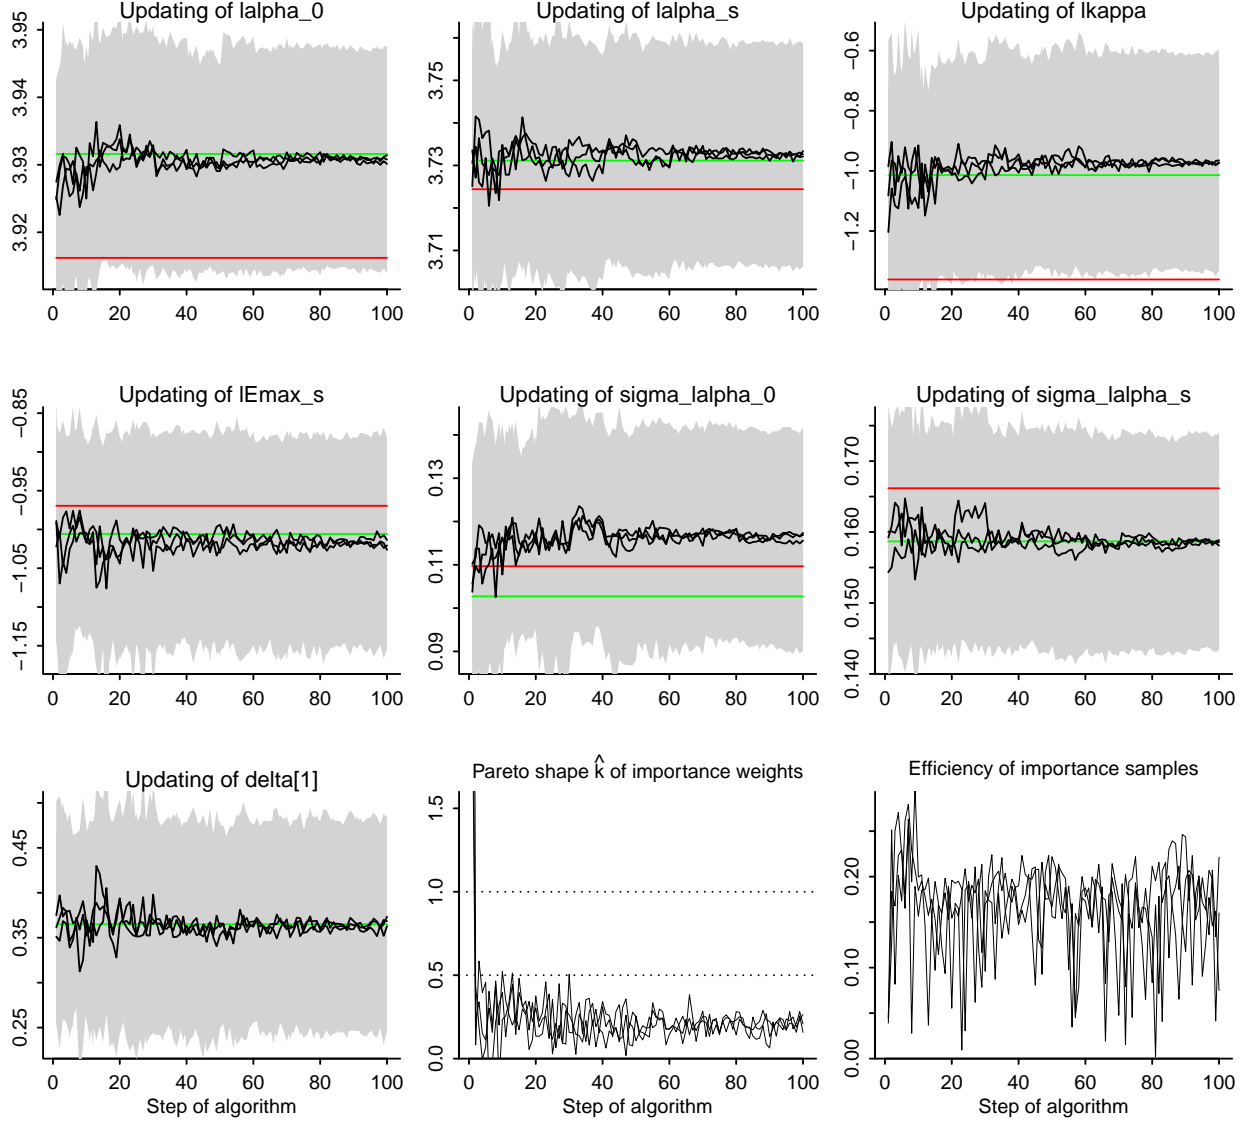 Updating of lalpha_0
3.92 3.93 3.94 3.95
0 20 40 60 80 100
Updating of lalpha_s
3.71 3.73 3.75
0 20 40 60 80 100
Updating of lkappa
−1.2 −1.0 −0.8 −0.6
0 20 40 60 80 100
Updating of lEmax_s
−1.15 −1.05 −0.95 −0.85
0 20 40 60 80 100
Updating of sigma_lalpha_0
0.09 0.11 0.13
0 20 40 60 80 100
Updating of sigma_lalpha_s
0.140 0.150 0.160 0.170
0 20 40 60 80 100
Updating of delta[1]
0.25 0.35 0.45
0 20 40 60 80 100
Step of algorithm
Pareto shape k̂ of importance weights
0.0 0.5 1.0 1.5
0 20 40 60 80 100
Step of algorithm
Efficiency of importance samples
0.00 0.10 0.20
0 20 40 60 80 100
Step of algorithm